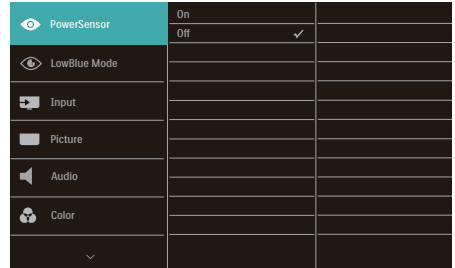 PowerSensor
On
Off
LowBlue Mode
Input
Picture
Audio
Color